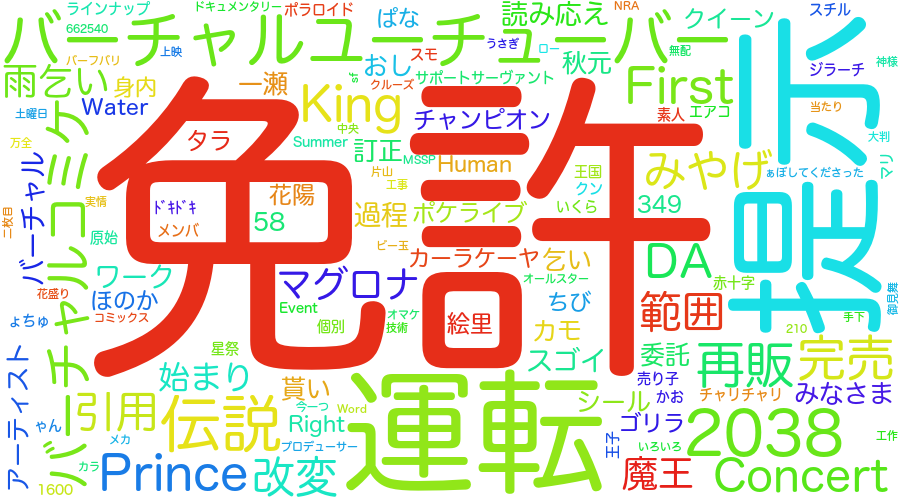 ラインナップ
ドキュメンタリー
ポラロイド
ぱな
読み応え
NRA
クイーン
スチル
662540
バーチャルユーチューバー
上映
うさぎ
ロー
無配
神様
パーフパリ
雨乞い
身内
おし
スモ
sf
クルーズ
サポートサーヴァント
秋元
First
ジラーチ
Water
一瀬
King
チャンピオン
素人
エアコ
当たり
提示
土曜日
万全
タラ
Summer
中央
訂正
MSSP
Human
大判
免許
みやげ
王国
クン
マリ
ぁぼしてくださった
バーチャルコミケ
バーチャル
実情
二枚目
ドキドキ
花陽
片山
工事
過程
ポケライブ
いくら
349
メンバ
58
原始
ビー玉
カーラケーヤ
乞い
DA
ワーク
マグロナ
オールスター
赤十字
花盛り
ほのか
Event
ちび
範囲
御見舞
ょちゅ
コミックス
個別
オマケ
技術
絵里
カモ
210
手下
星祭
スゴイ
委託
再販
完売
アーティスト
始まり
貰い
運転
売り子
かお
チャリチャリ
みなさま
シール
引用
伝説
今一つ
Word
Right
ゴリラ
2038
ゃん
メカ
プロデューサー
王子
いろいろ
工作
カラ
Prince
改変
魔王
Concert
1600